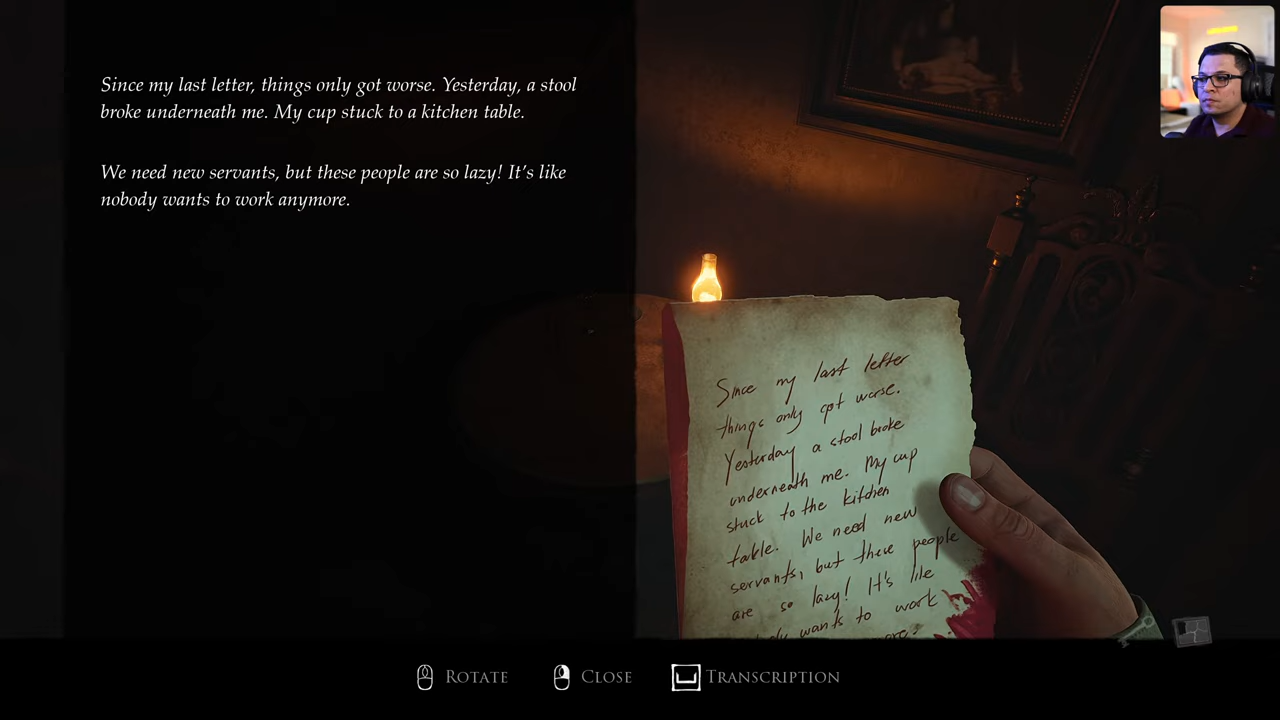 Since my last letter, things only got worse. Yesterday, a stool
broke underneath me. My cup stuck to a kitchen table.
We need new servants, but these people are so lazy! It's like
nobody wants to work anymore.
Since my last letter
things only got worse.
Yesterday a stool broke
underneath me. My cup
stuck to the kitchen
table. We need new
servants, but these people
are so lazy! It's like
wants to work
ROTATE CLOSE TRANSCRIPTION